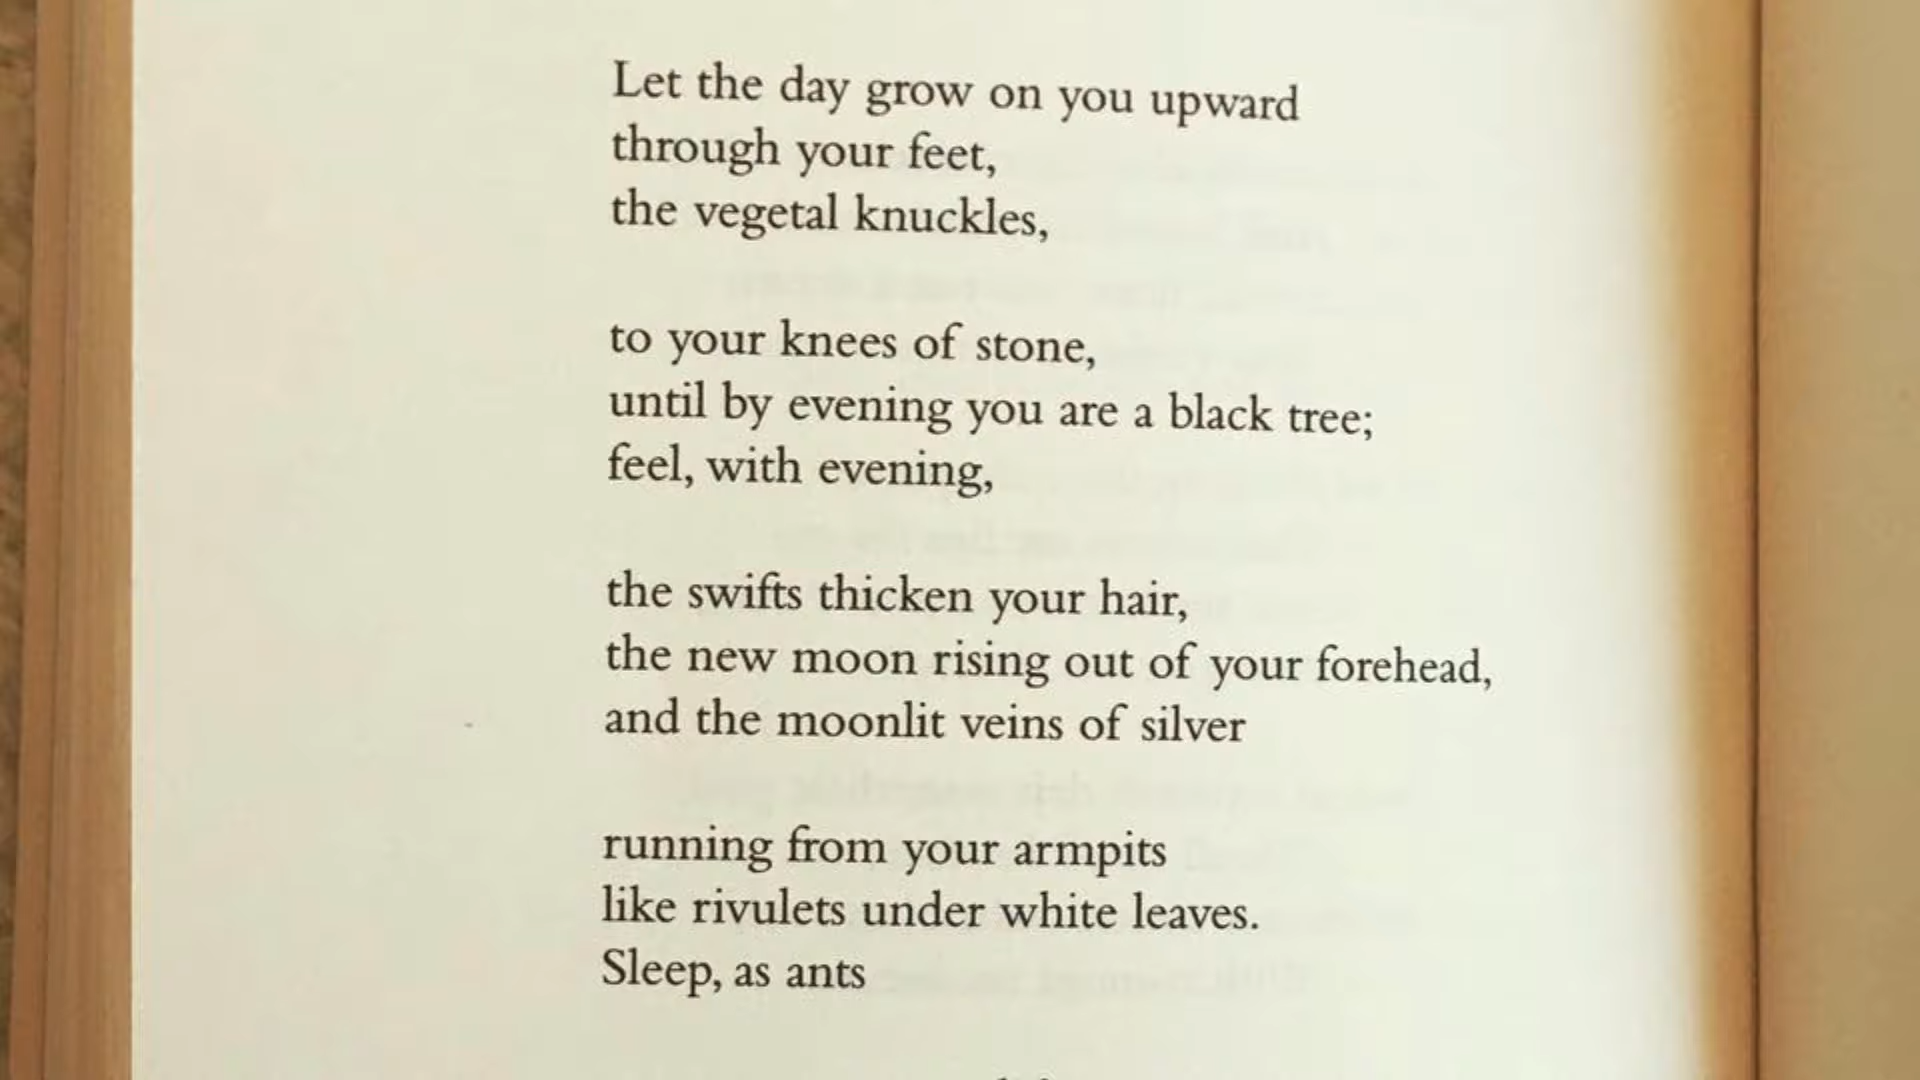 Let the day grow on you upward
through your feet,
the vegetal knuckles,
to your knees of stone,
until by evening you are a black tree;
feel, with evening,
the swifts thicken your hair,
the new moon rising out of your forehead,
and the moonlit veins of silver
running from your armpits
like rivulets under white leaves.
Sleep, as ants